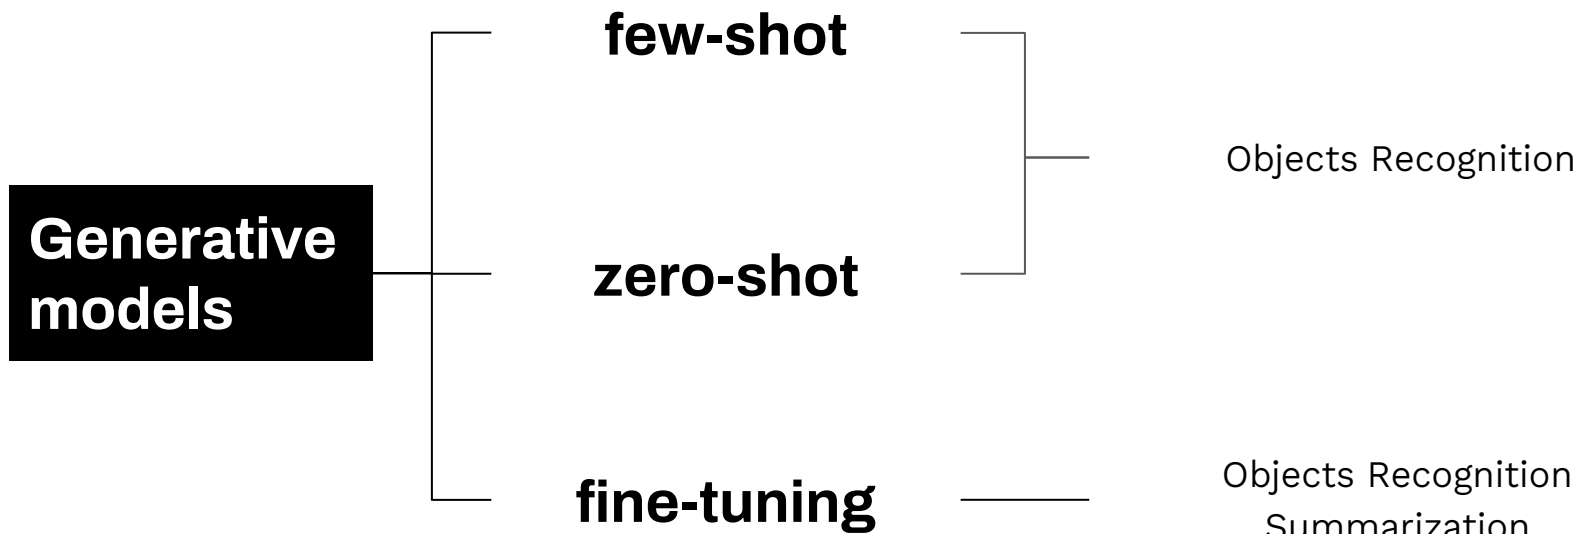 few-shot
Objects Recognition
Generative
models
zero-shot
fine-tuning
Objects Recognition
Summarization